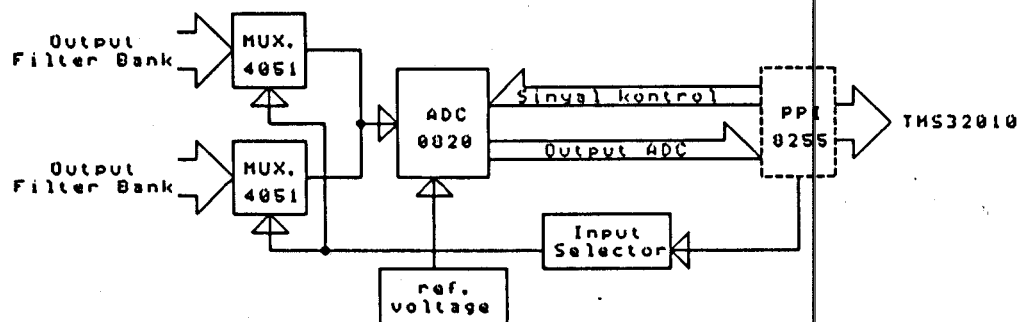 Output
Filter Bank
MUX.
4051
ADC
0820
Sinyal kontrol
Output ADC
PPI
8255
TMS32010
Output
Filter Bank
MUX.
4051
Input
Selector
ref.
voltage